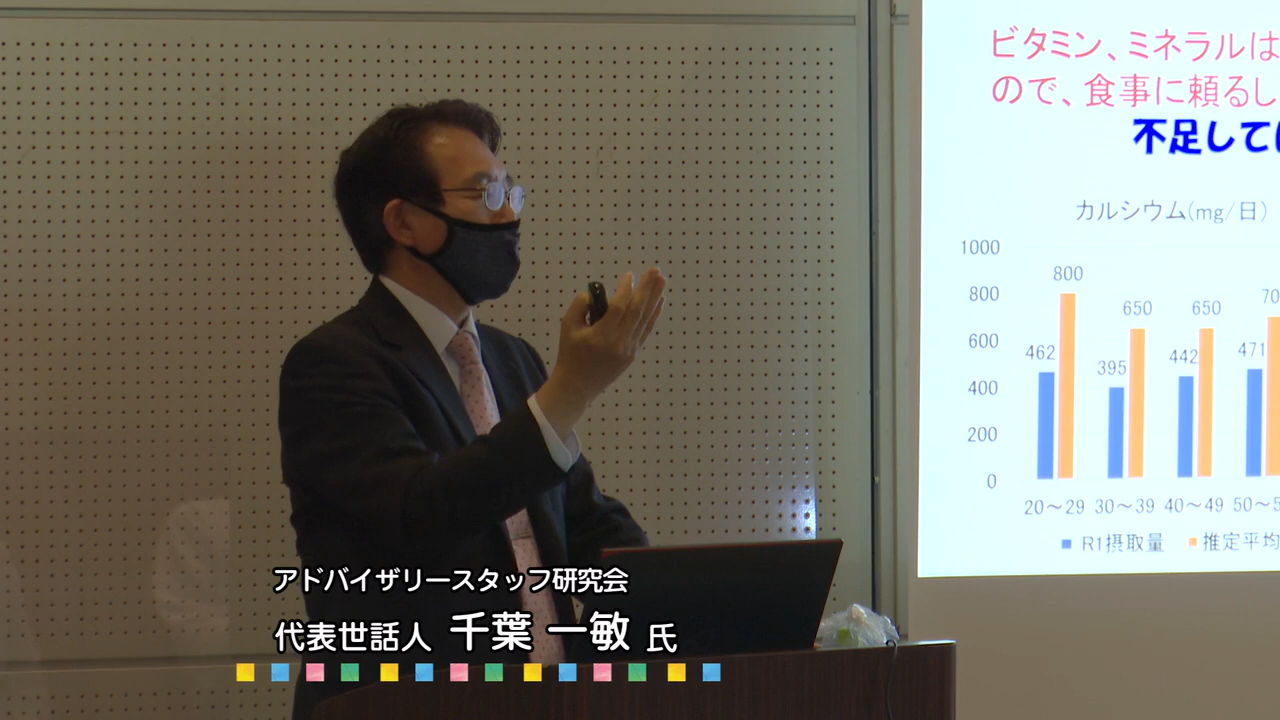 ビタミン、ミネラルは
ので、食事に頼るし
不足して
カルシウム(mg/日)
1000
800
600
400
200
0
462 800
395 650
442 650
471 70
20～29 30～39 40～49 50～5
R1摂取量 推定平均
アドバイザリースタッフ研究会
代表世話人 千葉 一敏 氏